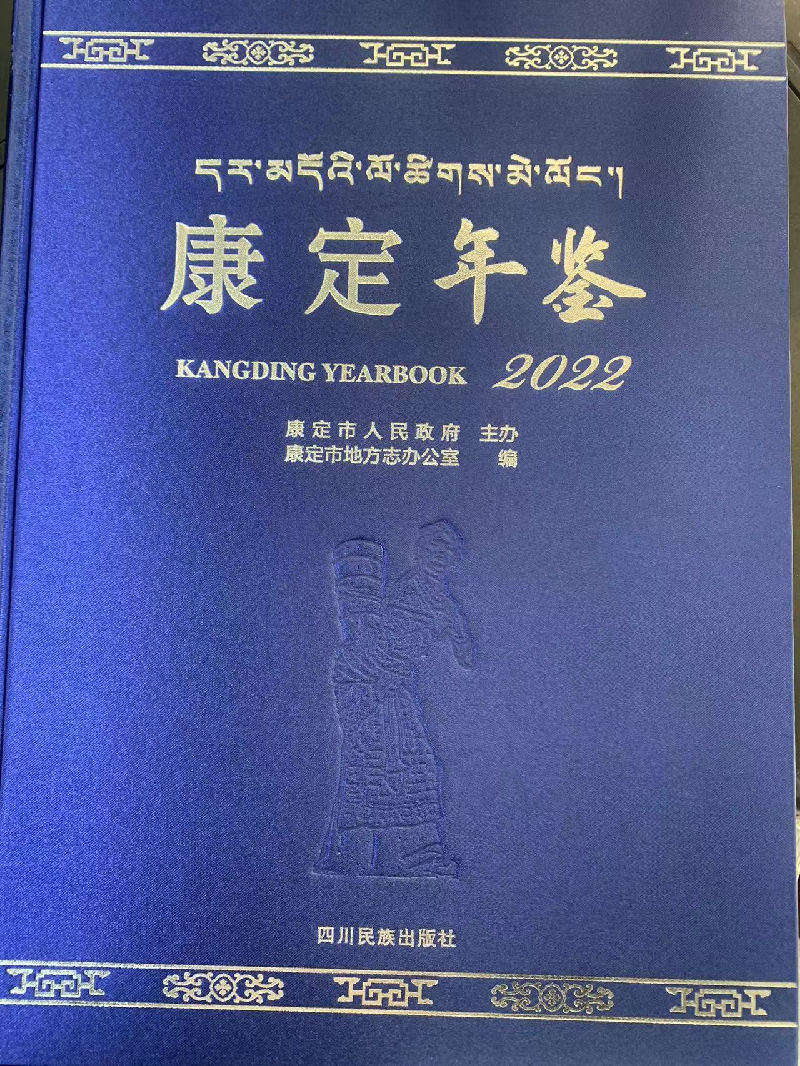 དར་མདོའི་ལོ་ཚིགས་མེ་ལོང་།
康定年鉴
KANGDING YEARBOOK 2022
康定市人民政府 主办
康定市地方志办公室 编
四川民族出版社